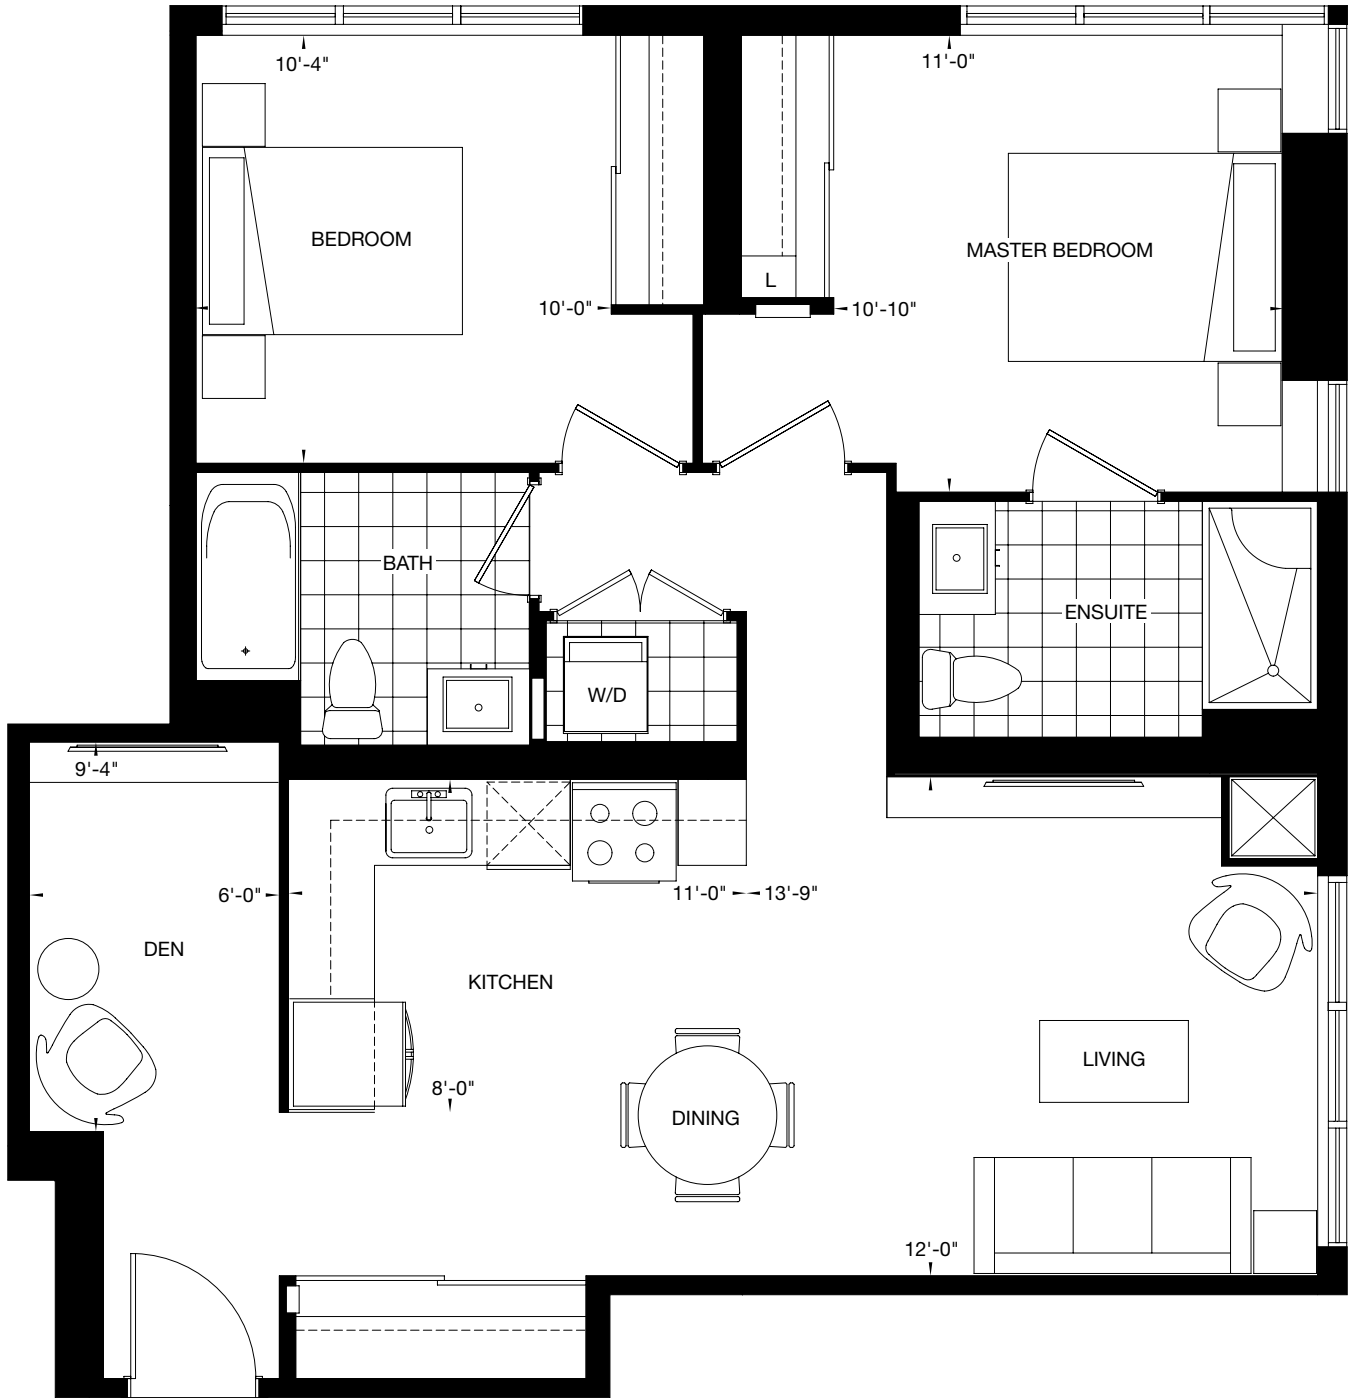 10'-4"
11'-0"
BEDROOM
MASTER BEDROOM
L
10'-0"
10'-10"
BATH
ENSUITE
W/D
9'-4"
6'-0"
11'-0"
13'-9"
DEN
KITCHEN
LIVING
8'-0"
DINING
12'-0"